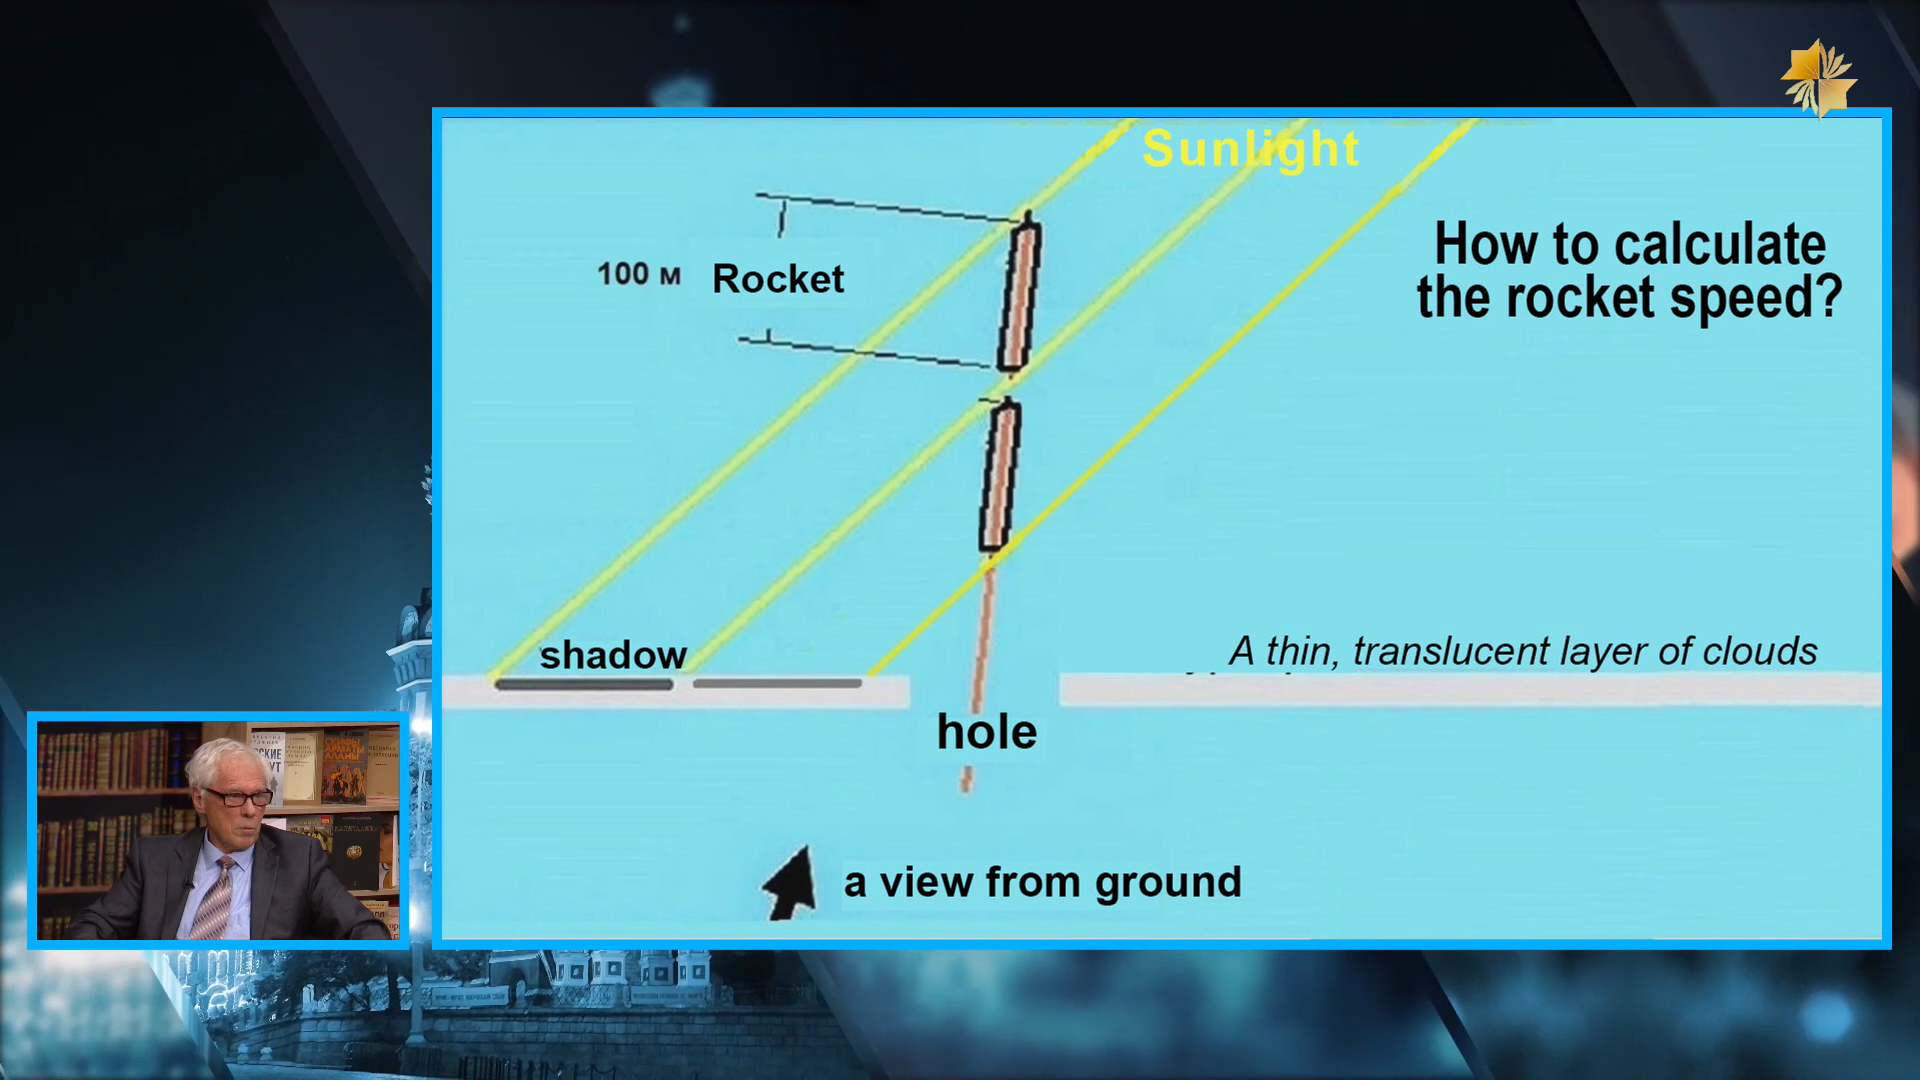 Sunlight
How to calculate
the rocket speed?
100 м
Rocket
A thin, translucent layer of clouds
shadow
hole
a view from ground